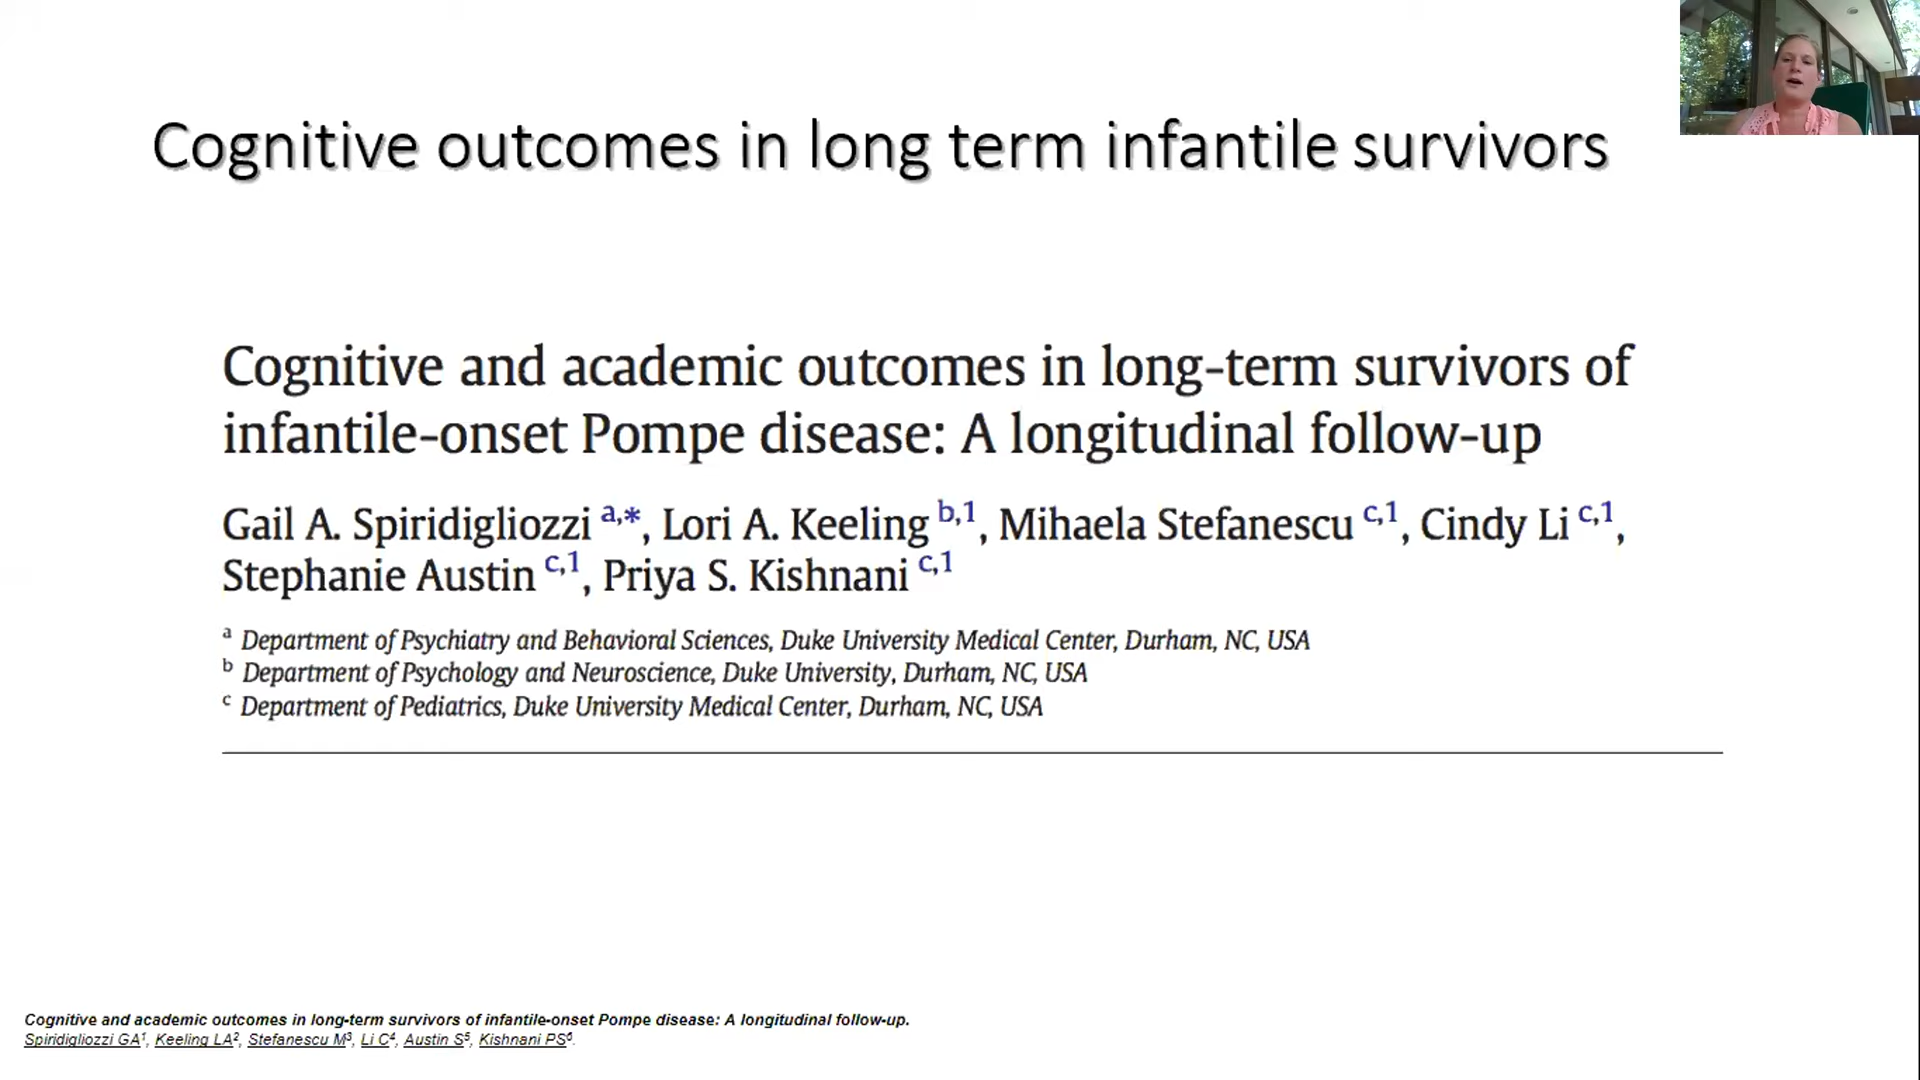 Cognitive outcomes in long term infantile survivors
Cognitive and academic outcomes in long-term survivors of
infantile-onset Pompe disease: A longitudinal follow-up
Gail A. Spiridigliozzi a,*, Lori A. Keeling b,1, Mihaela Stefanescu c,1, Cindy Li c,1,
Stephanie Austin c,1, Priya S. Kishnani c,1
a Department of Psychiatry and Behavioral Sciences, Duke University Medical Center, Durham, NC, USA
b Department of Psychology and Neuroscience, Duke University, Durham, NC, USA
c Department of Pediatrics, Duke University Medical Center, Durham, NC, USA
Cognitive and academic outcomes in long-term survivors of infantile-onset Pompe disease: A longitudinal follow-up.
Spiridigliozzi GA1, Keeling LA2, Stefanescu M3, Li C4, Austin S5, Kishnani PS6.